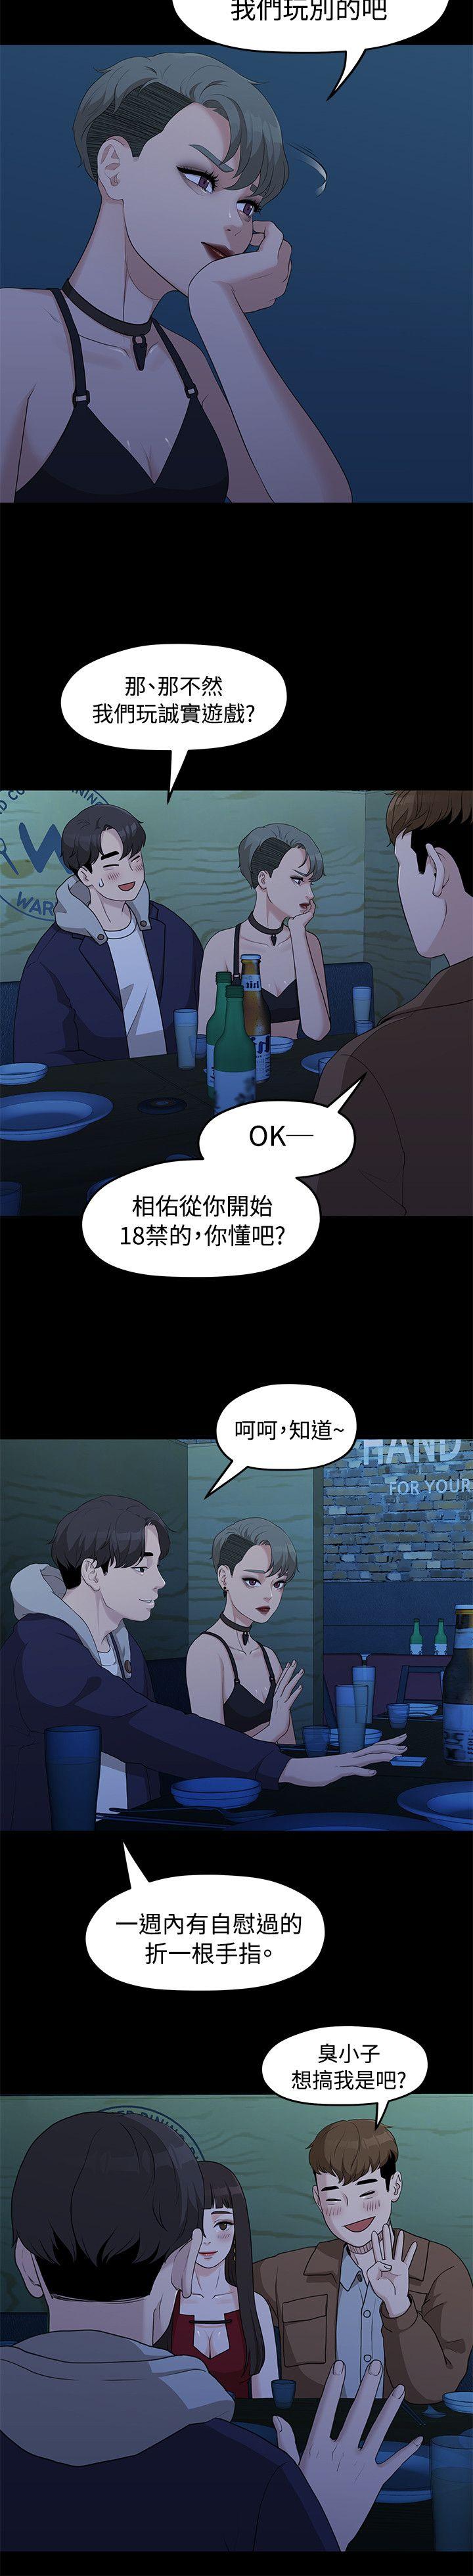 我們玩別的吧
那、那不然
我們玩誠實遊戲?
WAR
OK—
相佑從你開始
18禁的,你懂吧?
呵呵,知道~
HAND
FOR YOUR
一週內有自慰過的
折一根手指。
臭小子
想搞我是吧?